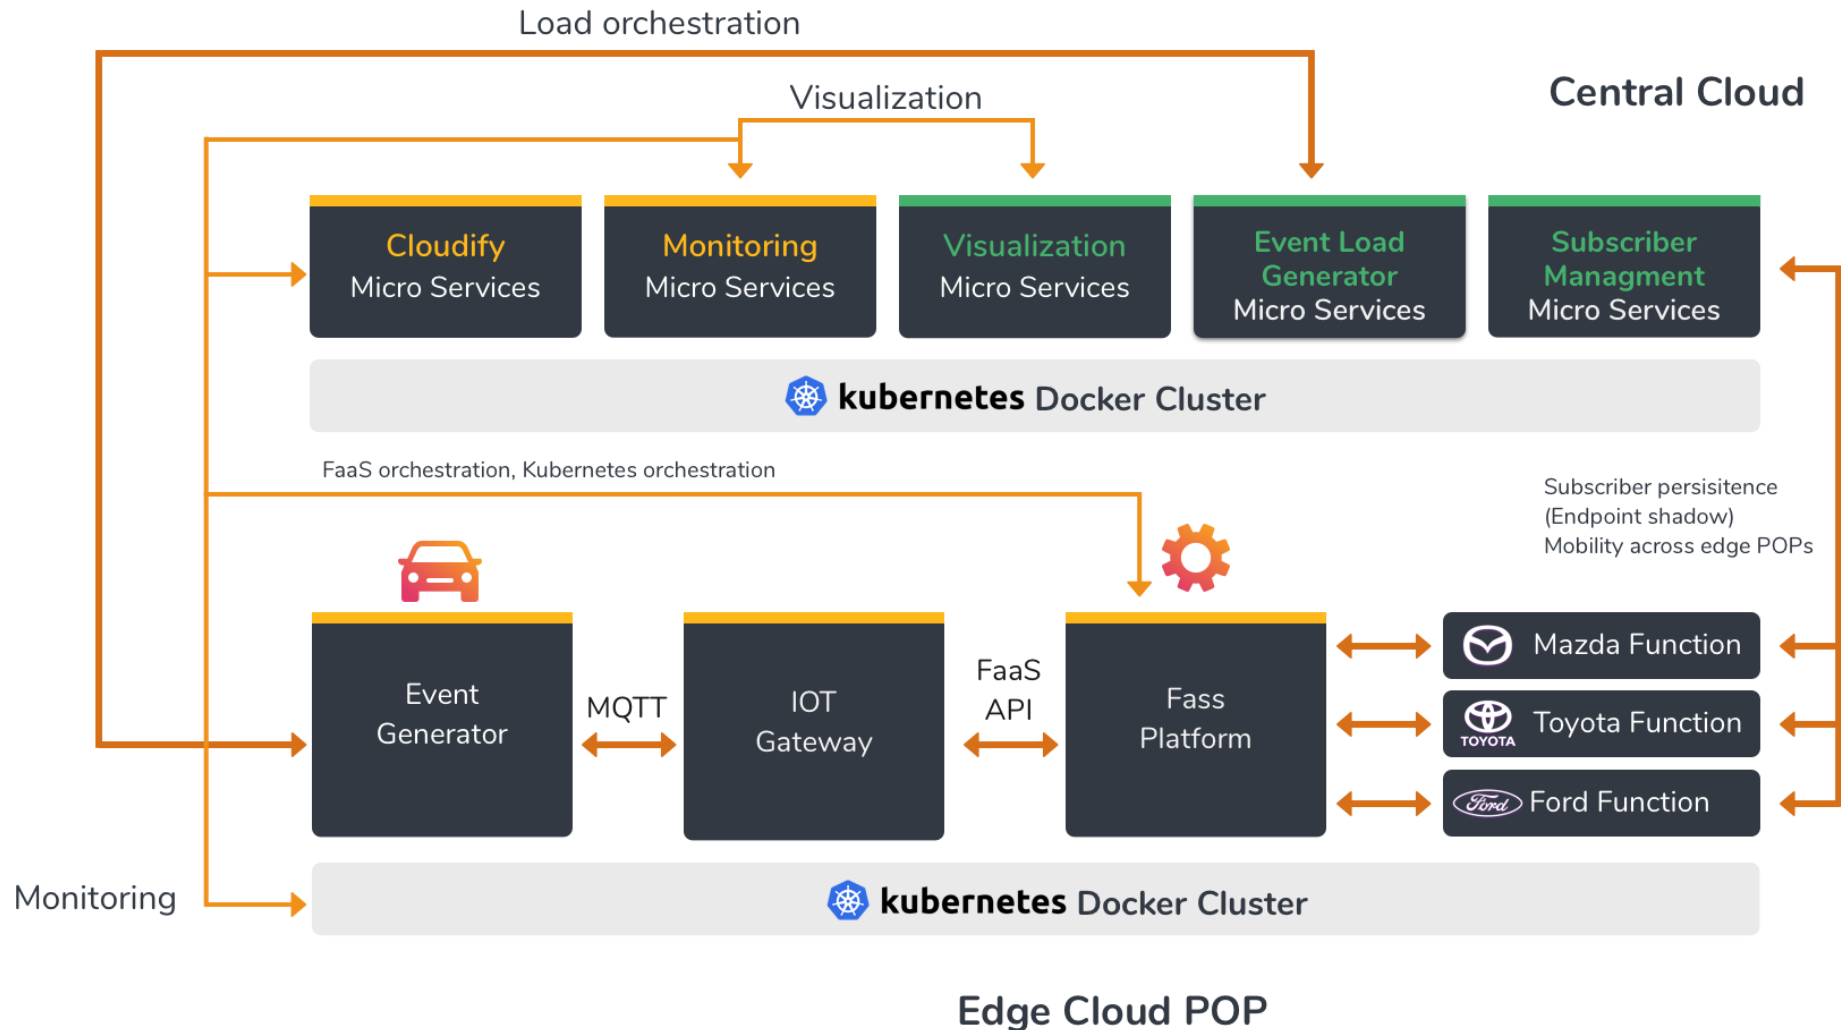 Load orchestration
Visualization
Central Cloud
Cloudify
Micro Services
Monitoring
Micro Services
Visualization
Micro Services
Event Load
Generator
Micro Services
Subscriber
Managment
Micro Services
kubernetes Docker Cluster
FaaS orchestration, Kubernetes orchestration
Subscriber persisitence
(Endpoint shadow)
Mobility across edge POPs
Event
Generator
MQTT
IOT
Gateway
FaaS
API
Fass
Platform
Mazda Function
TOYOTA
Toyota Function
Ford
Ford Function
Monitoring
kubernetes Docker Cluster
Edge Cloud POP